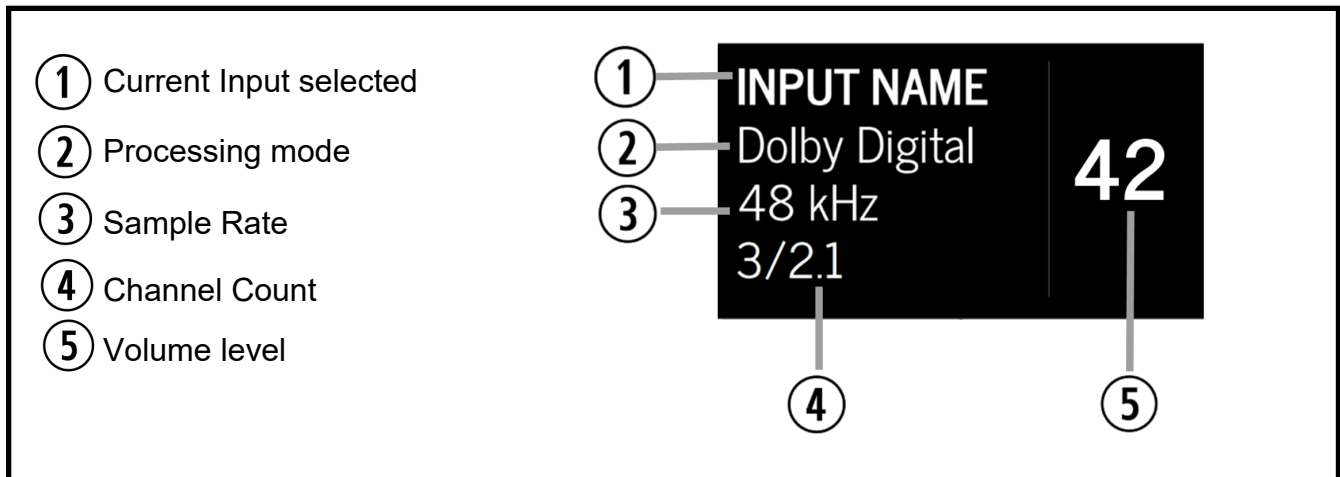 ① Current Input selected
② Processing mode
③ Sample Rate
④ Channel Count
⑤ Volume level
① INPUT NAME
② Dolby Digital
③ 48 kHz
3/2.1
42
④
⑤